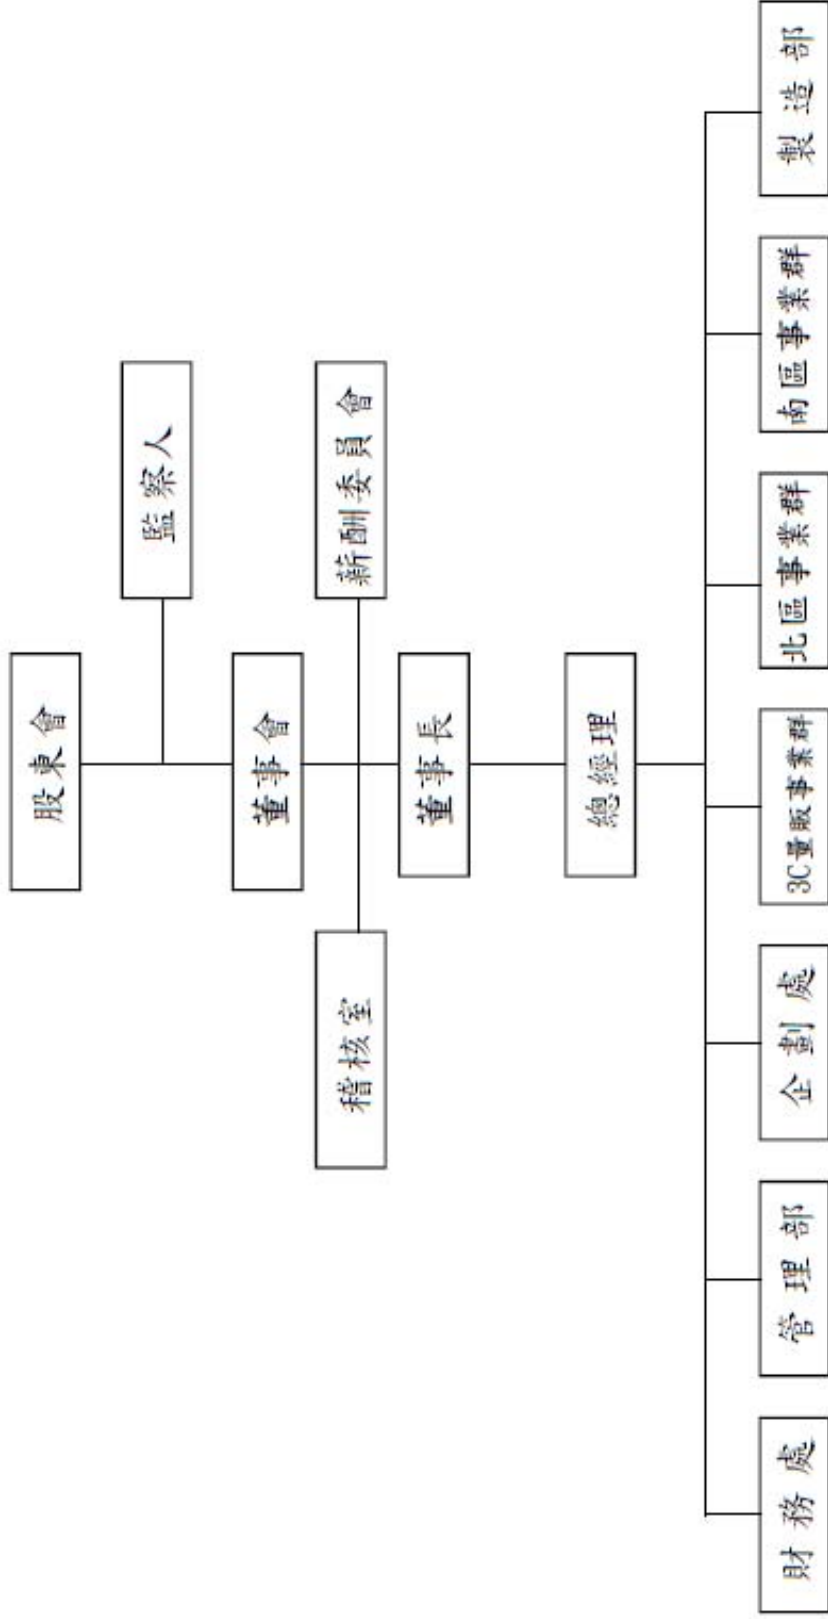 股東會
監察人
董事會
稽核室
薪酬委員會
董事長
總經理
財務處
管理部
企劃處
3C量販事業群
北區事業群
南區事業群
製造部